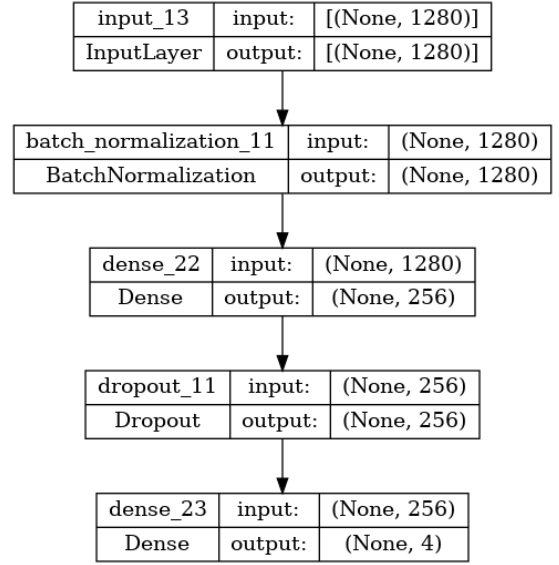 input_13 input: [(None, 1280)]
InputLayer output: [(None, 1280)]
batch_normalization_11 input: (None, 1280)
BatchNormalization output: (None, 1280)
dense_22 input: (None, 1280)
Dense output: (None, 256)
dropout_11 input: (None, 256)
Dropout output: (None, 256)
dense_23 input: (None, 256)
Dense output: (None, 4)